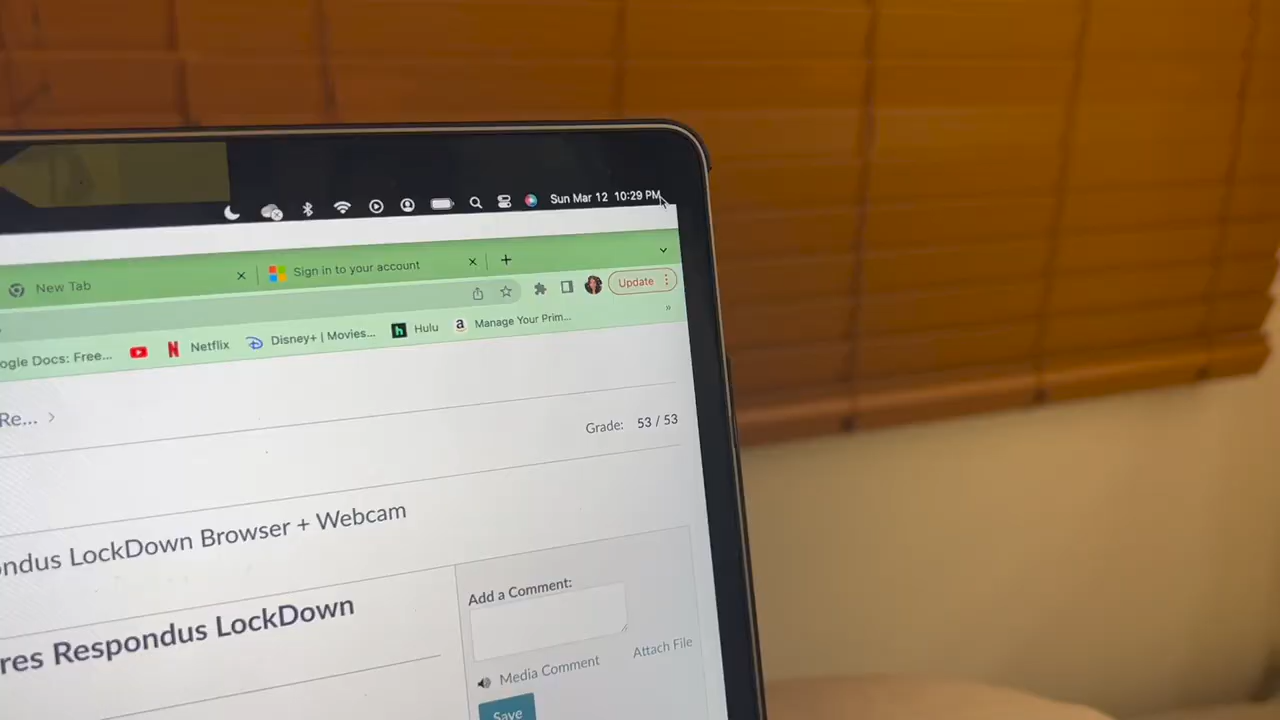 Sun Mar 12 10:29 PM
New Tab
Sign in to your account
Update
ogle Docs: Free... Netflix Disney+ | Movies... Hulu Manage Your Prim...
Re...
Grade: 53 / 53
ondus LockDown Browser + Webcam
res Respondus LockDown
Add a Comment:
Attach File
Media Comment
Save